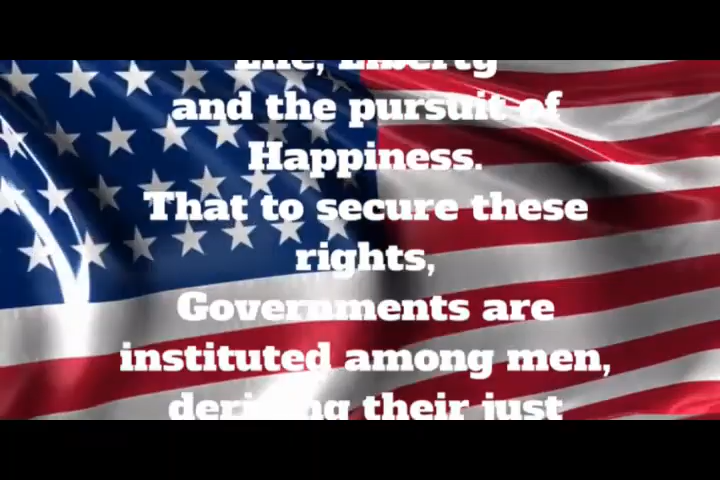 Life, Liberty
and the pursuit of
Happiness.
That to secure these
rights,
Governments are
instituted among men,
deriving their just